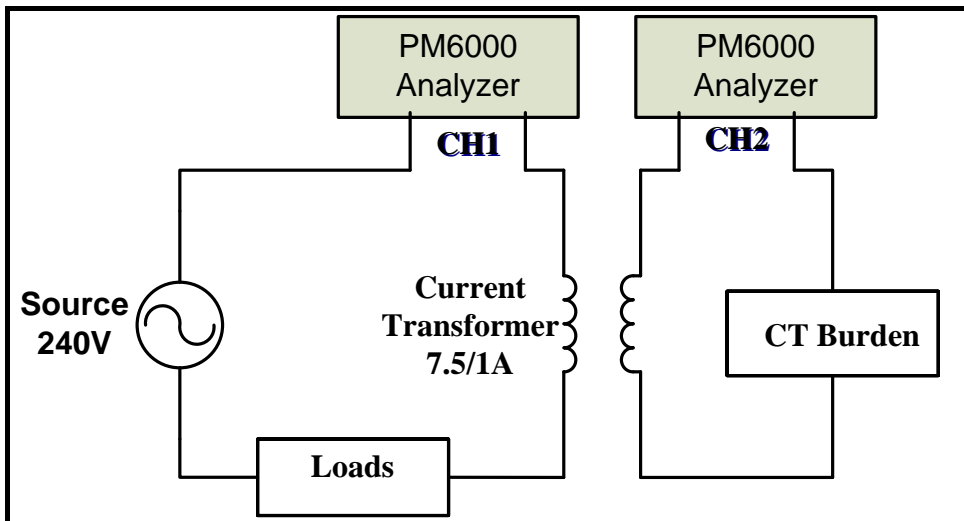 PM6000
Analyzer
PM6000
Analyzer
CH1
CH2
Source
240V
Current
Transformer
7.5/1A
CT Burden
Loads